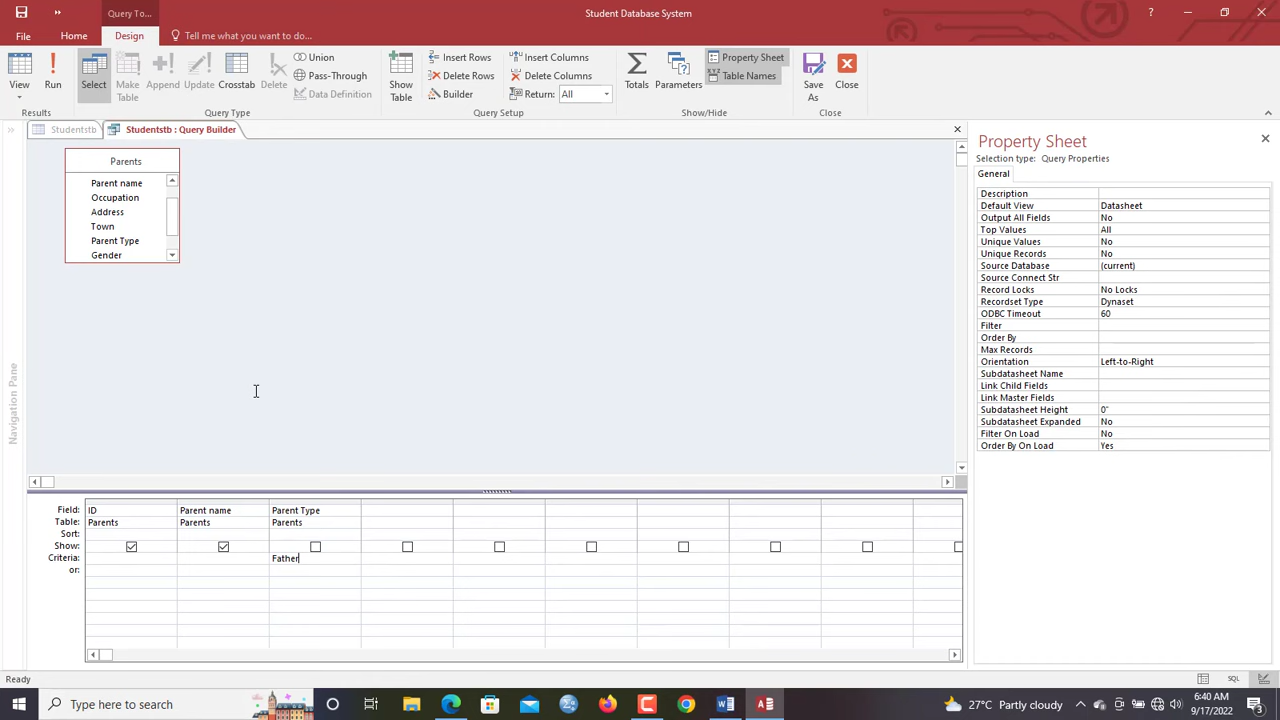 Query To...
Student Database System
?
File
Home
Design
Tell me what you want to do...
View
Run
Select
Make Table
Append
Update
Crosstab
Delete
Union
Pass-Through
Data Definition
Show Table
Insert Rows
Delete Rows
Builder
Insert Columns
Delete Columns
Return: All
Totals
Parameters
Property Sheet
Table Names
Save As
Close
Results
Query Type
Query Setup
Show/Hide
Close
Studentstb
Studentstb : Query Builder
Navigation Pane
Parents
Parent name
Occupation
Address
Town
Parent Type
Gender
Property Sheet
Selection type: Query Properties
General
Description
Default View Datasheet
Output All Fields No
Top Values All
Unique Values No
Unique Records No
Source Database (current)
Source Connect Str
Record Locks No Locks
Recordset Type Dynaset
ODBC Timeout 60
Filter
Order By
Max Records
Orientation Left-to-Right
Subdatasheet Name
Link Child Fields
Link Master Fields
Subdatasheet Height 0"
Subdatasheet Expanded No
Filter On Load No
Order By On Load Yes
Field: ID Parent name Parent Type
Table: Parents Parents Parents
Sort:
Show:
Criteria: Father
or:
Ready
SQL
Type here to search
27°C Partly cloudy
6:40 AM
9/17/2022